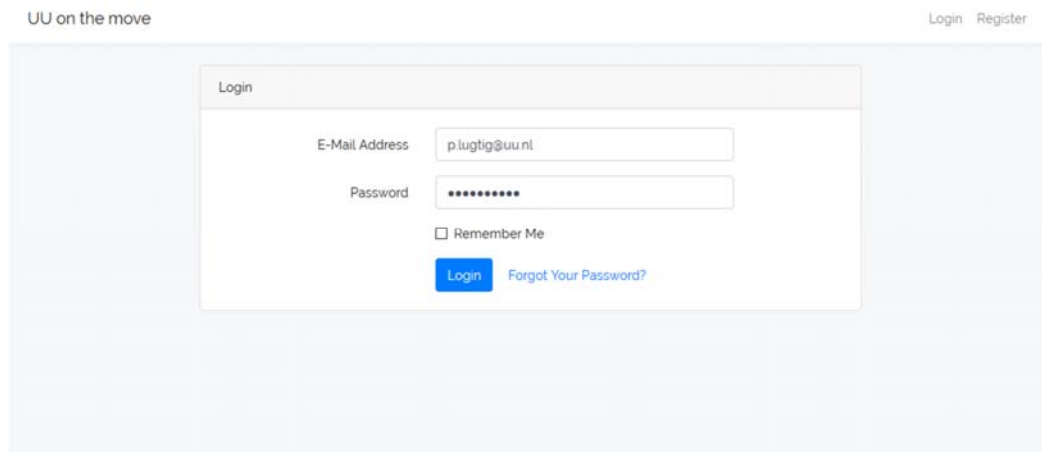 UU on the move
Login Register
Login
E-Mail Address p.lugtig@uu.nl
Password ••••••••••
Remember Me
Login Forgot Your Password?